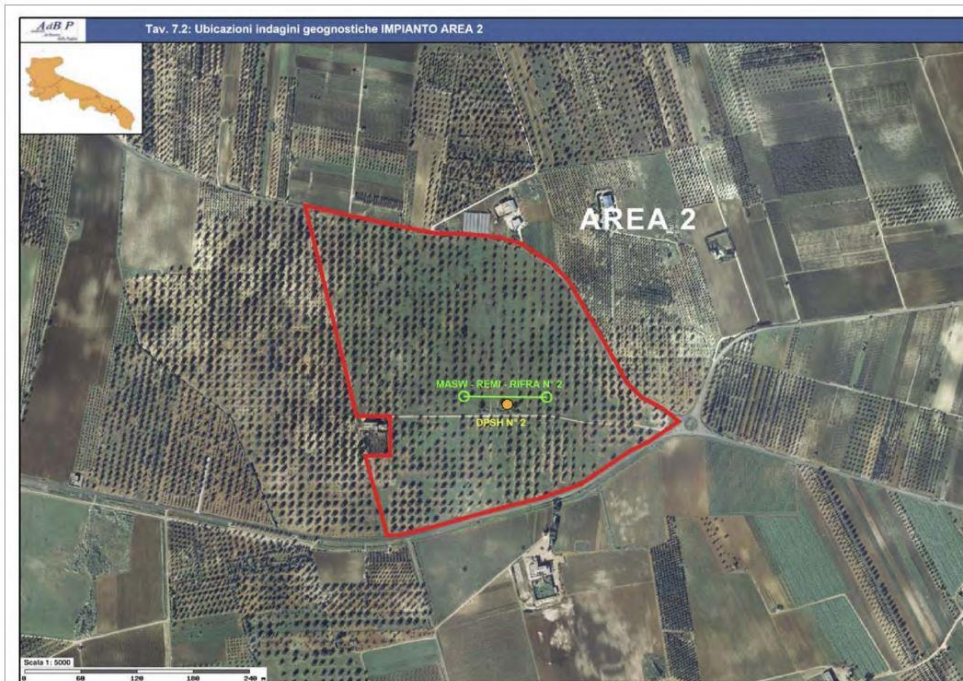 AdB P
Tav. 7.2: Ubicazioni indagini geognostiche IMPIANTO AREA 2
AREA 2
MASW - REMI - RIFRA N° 2
DPSH N° 2
Scala 1: 5000
0 60 120 180 240 m